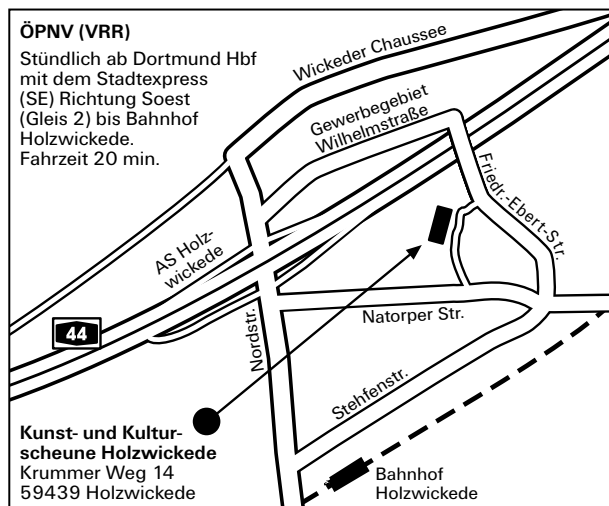 ÖPNV (VRR)
Stündlich ab Dortmund Hbf
mit dem Stadtexpress
(SE) Richtung Soest
(Gleis 2) bis Bahnhof
Holzwickede.
Fahrzeit 20 min.
Wickeder Chaussee
Gewerbegebiet
Wilhelmstraße
Friedr.-Ebert-Str.
AS Holz-
wickede
44
Nordstr.
Natorper Str.
Stehfenstr.
Kunst- und Kultur-
scheune Holzwickede
Krummer Weg 14
59439 Holzwickede
Bahnhof
Holzwickede